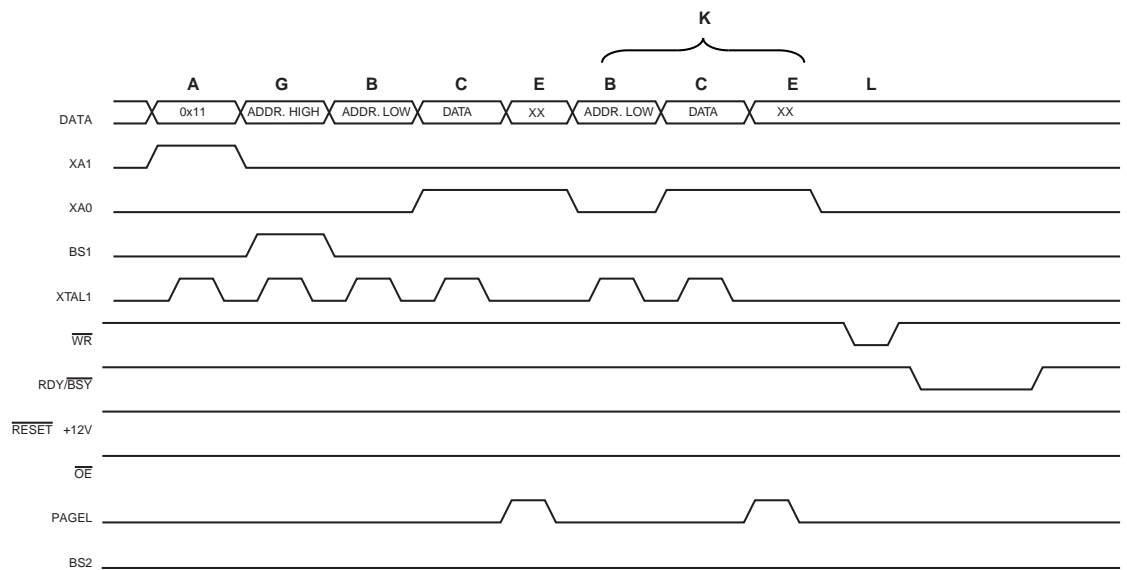 K
A G B C E B C E L
DATA 0x11 ADDR. HIGH ADDR. LOW DATA XX ADDR. LOW DATA XX
XA1
XA0
BS1
XTAL1
WR
RDY/BSY
RESET +12V
OE
PAGEL
BS2